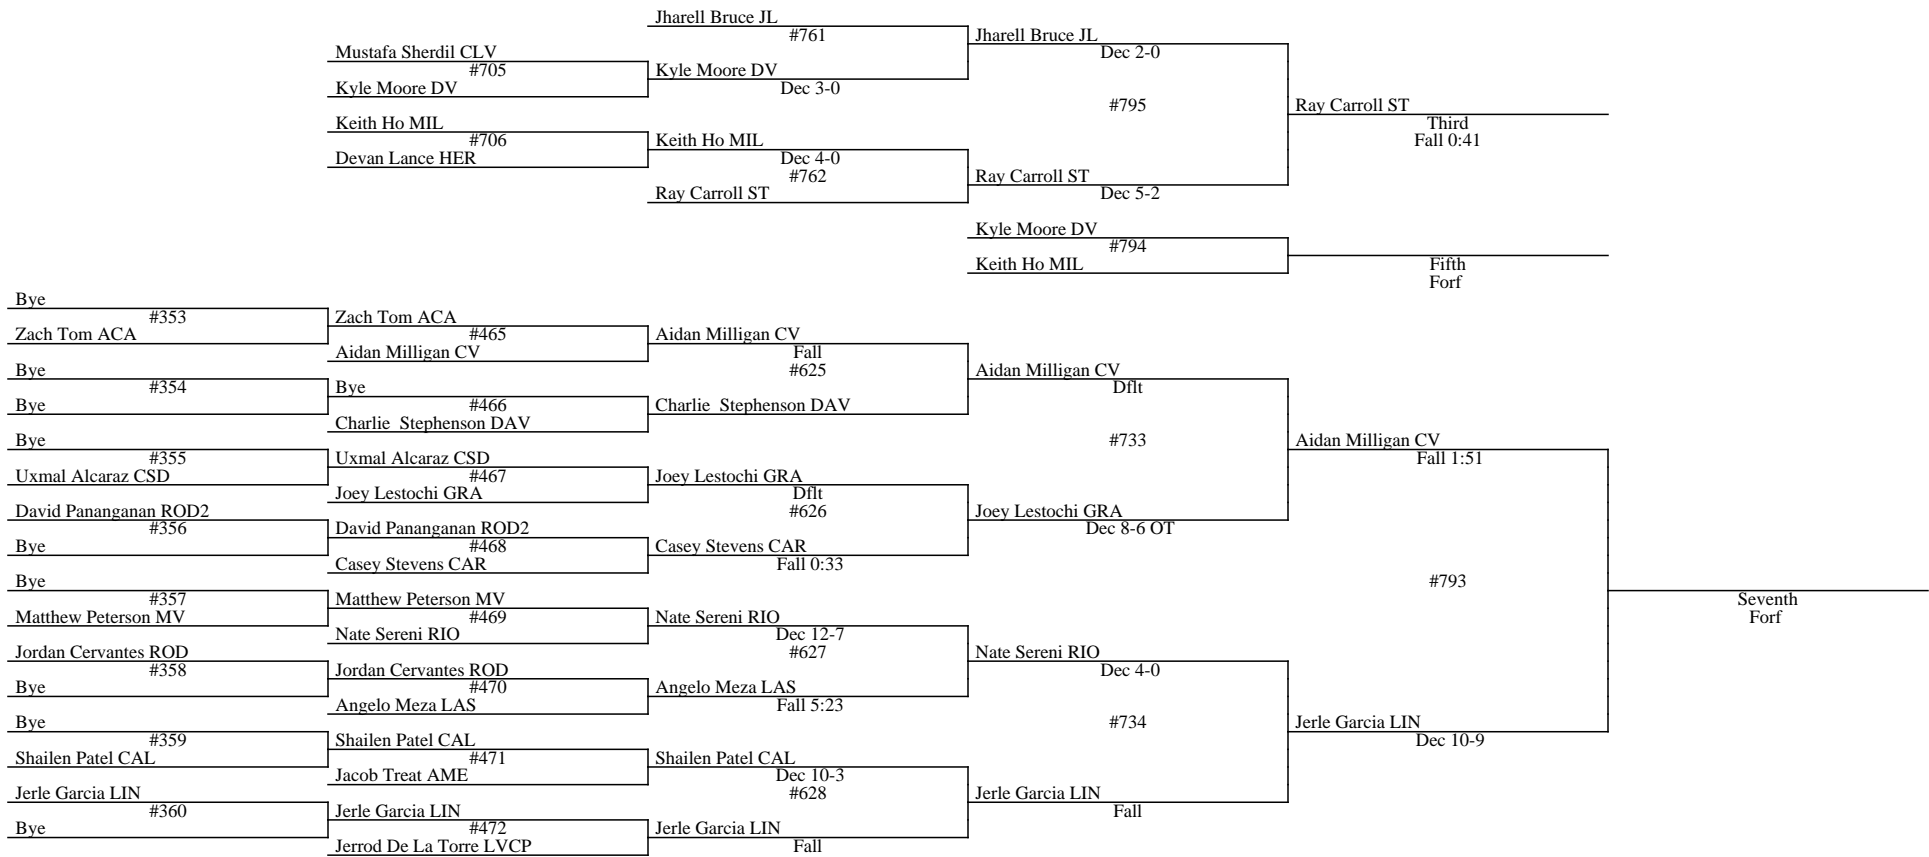 Jharell Bruce JL
#761
Jharell Bruce JL
Dec 2-0
Mustafa Sherdil CLV
#705
Kyle Moore DV
Kyle Moore DV
Dec 3-0
#795
Ray Carroll ST
Third
Fall 0:41
Keith Ho MIL
#706
Devan Lance HER
Keith Ho MIL
Dec 4-0
#762
Ray Carroll ST
Ray Carroll ST
Dec 5-2
Kyle Moore DV
#794
Keith Ho MIL
Fifth
Forf
Bye
#353
Zach Tom ACA
Zach Tom ACA
#465
Aidan Milligan CV
Aidan Milligan CV
Fall
#625
Bye
#354
Bye
Bye
#466
Charlie Stephenson DAV
Charlie Stephenson DAV
Aidan Milligan CV
Dflt
#733
Bye
#355
Uxmal Alcaraz CSD
Uxmal Alcaraz CSD
#467
Joey Lestochi GRA
Joey Lestochi GRA
Dflt
#626
David Pananganan ROD2
#356
Bye
David Pananganan ROD2
#468
Casey Stevens CAR
Casey Stevens CAR
Fall 0:33
Joey Lestochi GRA
Dec 8-6 OT
Aidan Milligan CV
Fall 1:51
#793
Seventh
Forf
Bye
#357
Matthew Peterson MV
Matthew Peterson MV
#469
Nate Sereni RIO
Nate Sereni RIO
Dec 12-7
#627
Jordan Cervantes ROD
#358
Bye
Jordan Cervantes ROD
#470
Angelo Meza LAS
Angelo Meza LAS
Fall 5:23
Nate Sereni RIO
Dec 4-0
#734
Bye
#359
Shailen Patel CAL
Shailen Patel CAL
#471
Jacob Treat AME
Shailen Patel CAL
Dec 10-3
#628
Jerle Garcia LIN
#360
Bye
Jerle Garcia LIN
#472
Jerrod De La Torre LVCP
Jerle Garcia LIN
Fall
Jerle Garcia LIN
Fall
Jerle Garcia LIN
Dec 10-9